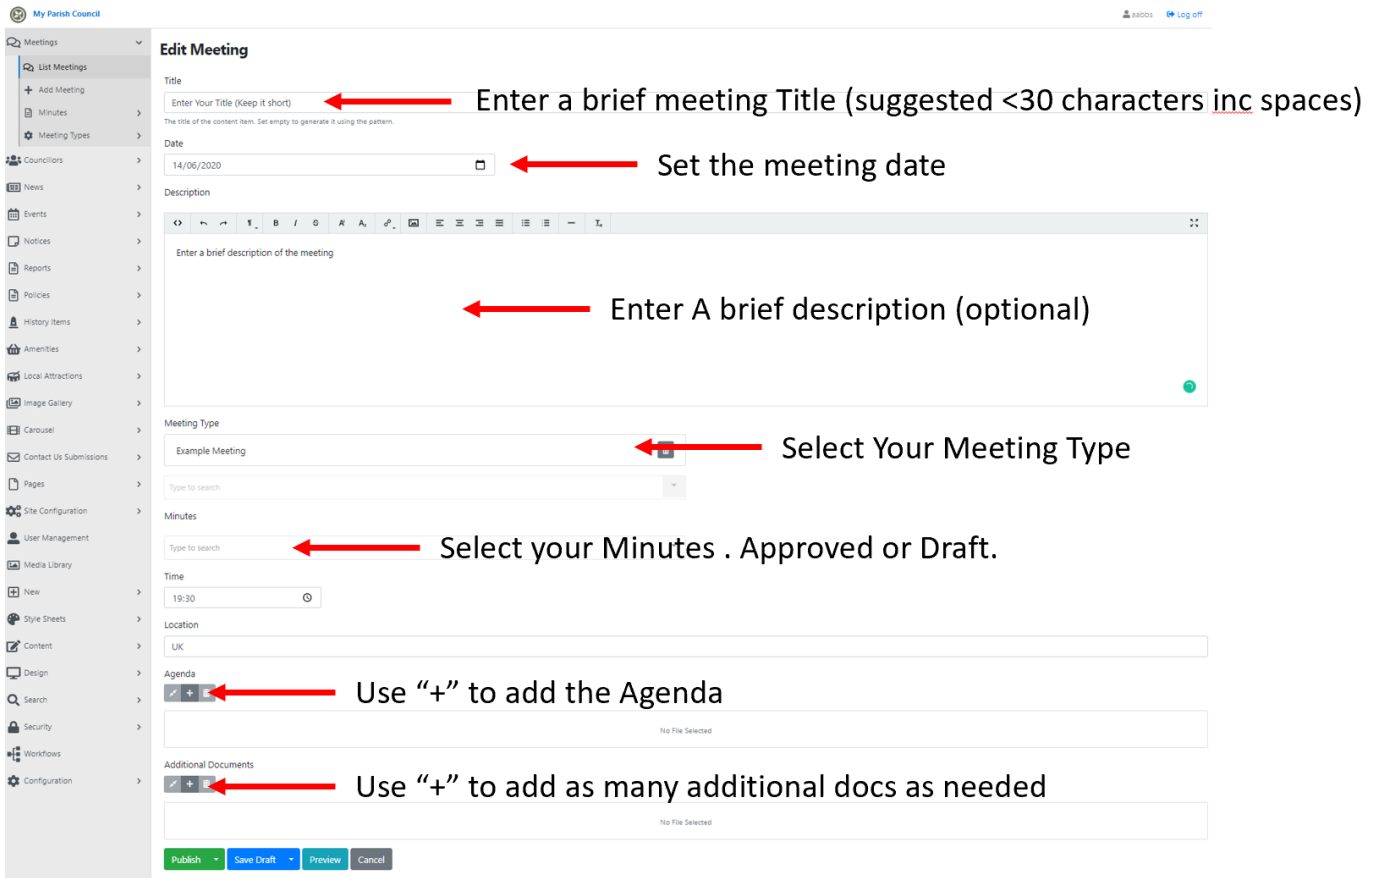 My Parish Council
aabbs
Log off
Meetings
List Meetings
Add Meeting
Minutes
Meeting Types
Councillors
News
Events
Notices
Reports
Policies
History Items
Amenities
Local Attractions
Image Gallery
Carousel
Contact Us Submissions
Pages
Site Configuration
User Management
Media Library
New
Style Sheets
Content
Design
Search
Security
Workflows
Configuration
Edit Meeting
Title
Enter Your Title (Keep it short)
Enter a brief meeting Title (suggested <30 characters inc spaces)
The title of the content item. Set empty to generate it using the pattern.
Date
14/06/2020
Set the meeting date
Description
Enter a brief description of the meeting
Enter A brief description (optional)
Meeting Type
Example Meeting
Select Your Meeting Type
Type to search
Minutes
Type to search
Select your Minutes . Approved or Draft.
Time
19:30
Location
UK
Agenda
Use “+” to add the Agenda
No File Selected
Additional Documents
Use “+” to add as many additional docs as needed
No File Selected
Publish
Save Draft
Preview
Cancel